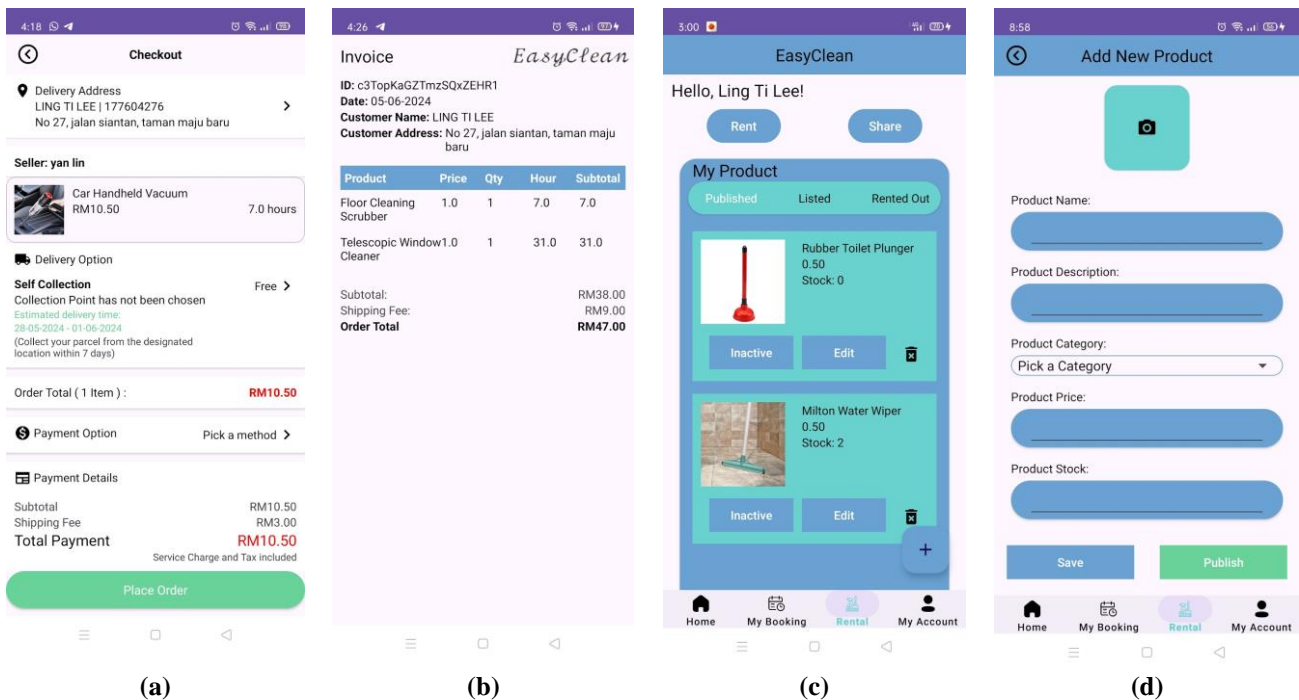 4:18
98
Checkout
Delivery Address
LING TI LEE | 177604276
No 27, jalan siantan, taman maju baru
Seller: yan lin
Car Handheld Vacuum
RM10.50 7.0 hours
Delivery Option
Self Collection Free
Collection Point has not been chosen
Estimated delivery time:
28-05-2024 - 01-06-2024
(Collect your parcel from the designated
location within 7 days)
Order Total ( 1 Item ) : RM10.50
Payment Option Pick a method
Payment Details
Subtotal RM10.50
Shipping Fee RM3.00
Total Payment RM10.50
Service Charge and Tax included
Place Order
(a)
4:26
97
Invoice EasyClean
ID: c3TopKaGZTmzSQxZEHR1
Date: 05-06-2024
Customer Name: LING TI LEE
Customer Address: No 27, jalan siantan, taman maju
baru
Product Price Qty Hour Subtotal
Floor Cleaning 1.0 1 7.0 7.0
Scrubber
Telescopic Window1.0 1 31.0 31.0
Cleaner
Subtotal: RM38.00
Shipping Fee: RM9.00
Order Total RM47.00
(b)
3:00
20
EasyClean
Hello, Ling Ti Lee!
Rent Share
My Product
Published Listed Rented Out
Rubber Toilet Plunger
0.50
Stock: 0
Inactive Edit
Milton Water Wiper
0.50
Stock: 2
Inactive Edit
+
Home My Booking Rental My Account
(c)
8:58
Add New Product
Product Name:
Product Description:
Product Category:
Pick a Category
Product Price:
Product Stock:
Save Publish
Home My Booking Rental My Account
(d)